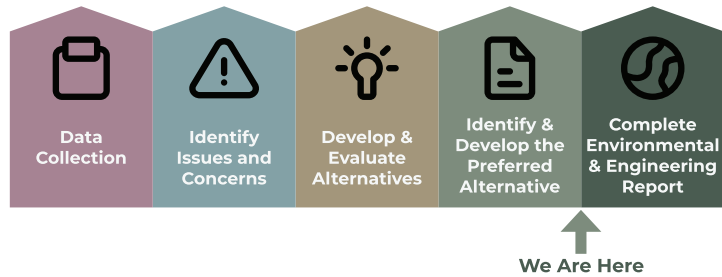 Data
Collection
Identify
Issues and
Concerns
Develop &
Evaluate
Alternatives
Identify &
Develop the
Preferred
Alternative
Complete
Environmental
& Engineering
Report
We Are Here